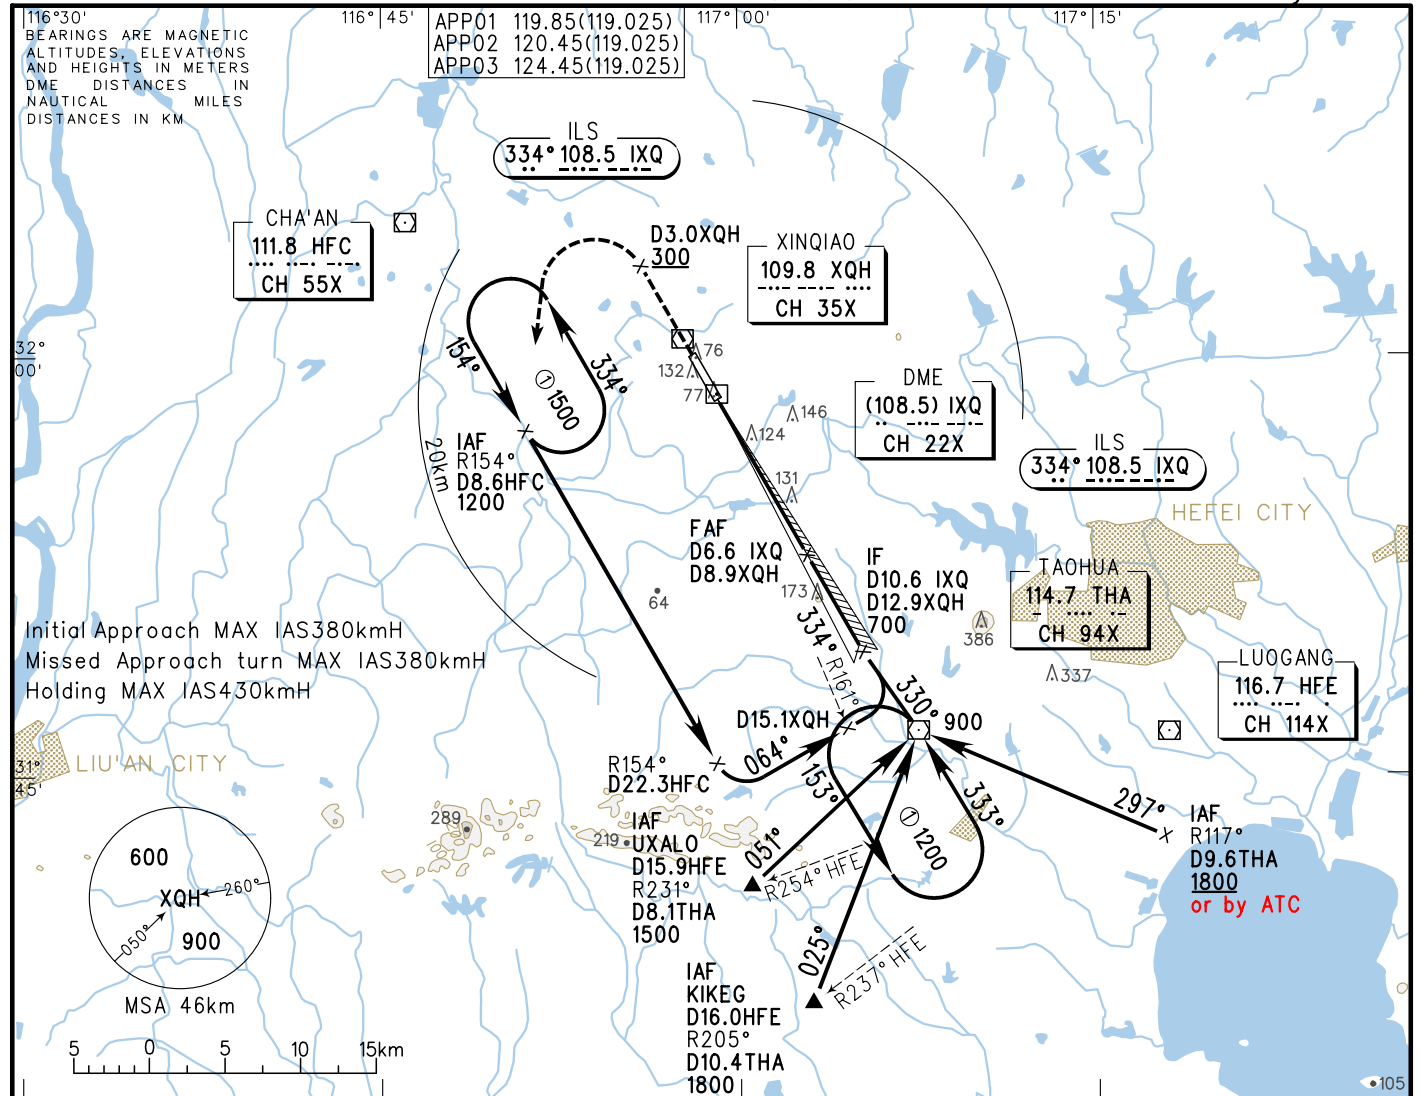 116°30'
116°45'
117°00'
117°15'
BEARINGS ARE MAGNETIC
ALTITUDES, ELEVATIONS
AND HEIGHTS IN METERS
DME DISTANCES IN
NAUTICAL MILES
DISTANCES IN KM
APP01 119.85(119.025)
APP02 120.45(119.025)
APP03 124.45(119.025)
ILS
334° 108.5 IXQ
CHA'AN
111.8 HFC
CH 55X
D3.0XQH
300
XINQIAO
109.8 XQH
CH 35X
32°
00'
154°
334°
① 1500
76
132
77
146
124
131
DME
(108.5) IXQ
CH 22X
ILS
334° 108.5 IXQ
IAF
R154°
D8.6HFC
1200
20km
HEFEI CITY
FAF
D6.6 IXQ
D8.9XQH
IF
D10.6 IXQ
D12.9XQH
700
TAOHUA
114.7 THA
CH 94X
64
173
386
337
334°
R161°
Initial Approach MAX IAS380kmH
Missed Approach turn MAX IAS380kmH
Holding MAX IAS430kmH
LUOGANG
116.7 HFE
CH 114X
330°
900
D15.1XQH
064°
LIU'AN CITY
31°
45'
R154°
D22.3HFC
153°
333°
① 1200
297°
IAF
R117°
D9.6THA
1800
or by ATC
289
219
IAF
UXALO
D15.9HFE
R231°
D8.1THA
1500
051°
R254° HFE
600
XQH
260°
050°
900
MSA 46km
025°
R237° HFE
IAF
KIKEG
D16.0HFE
R205°
D10.4THA
1800
5 0 5 10 15km
105